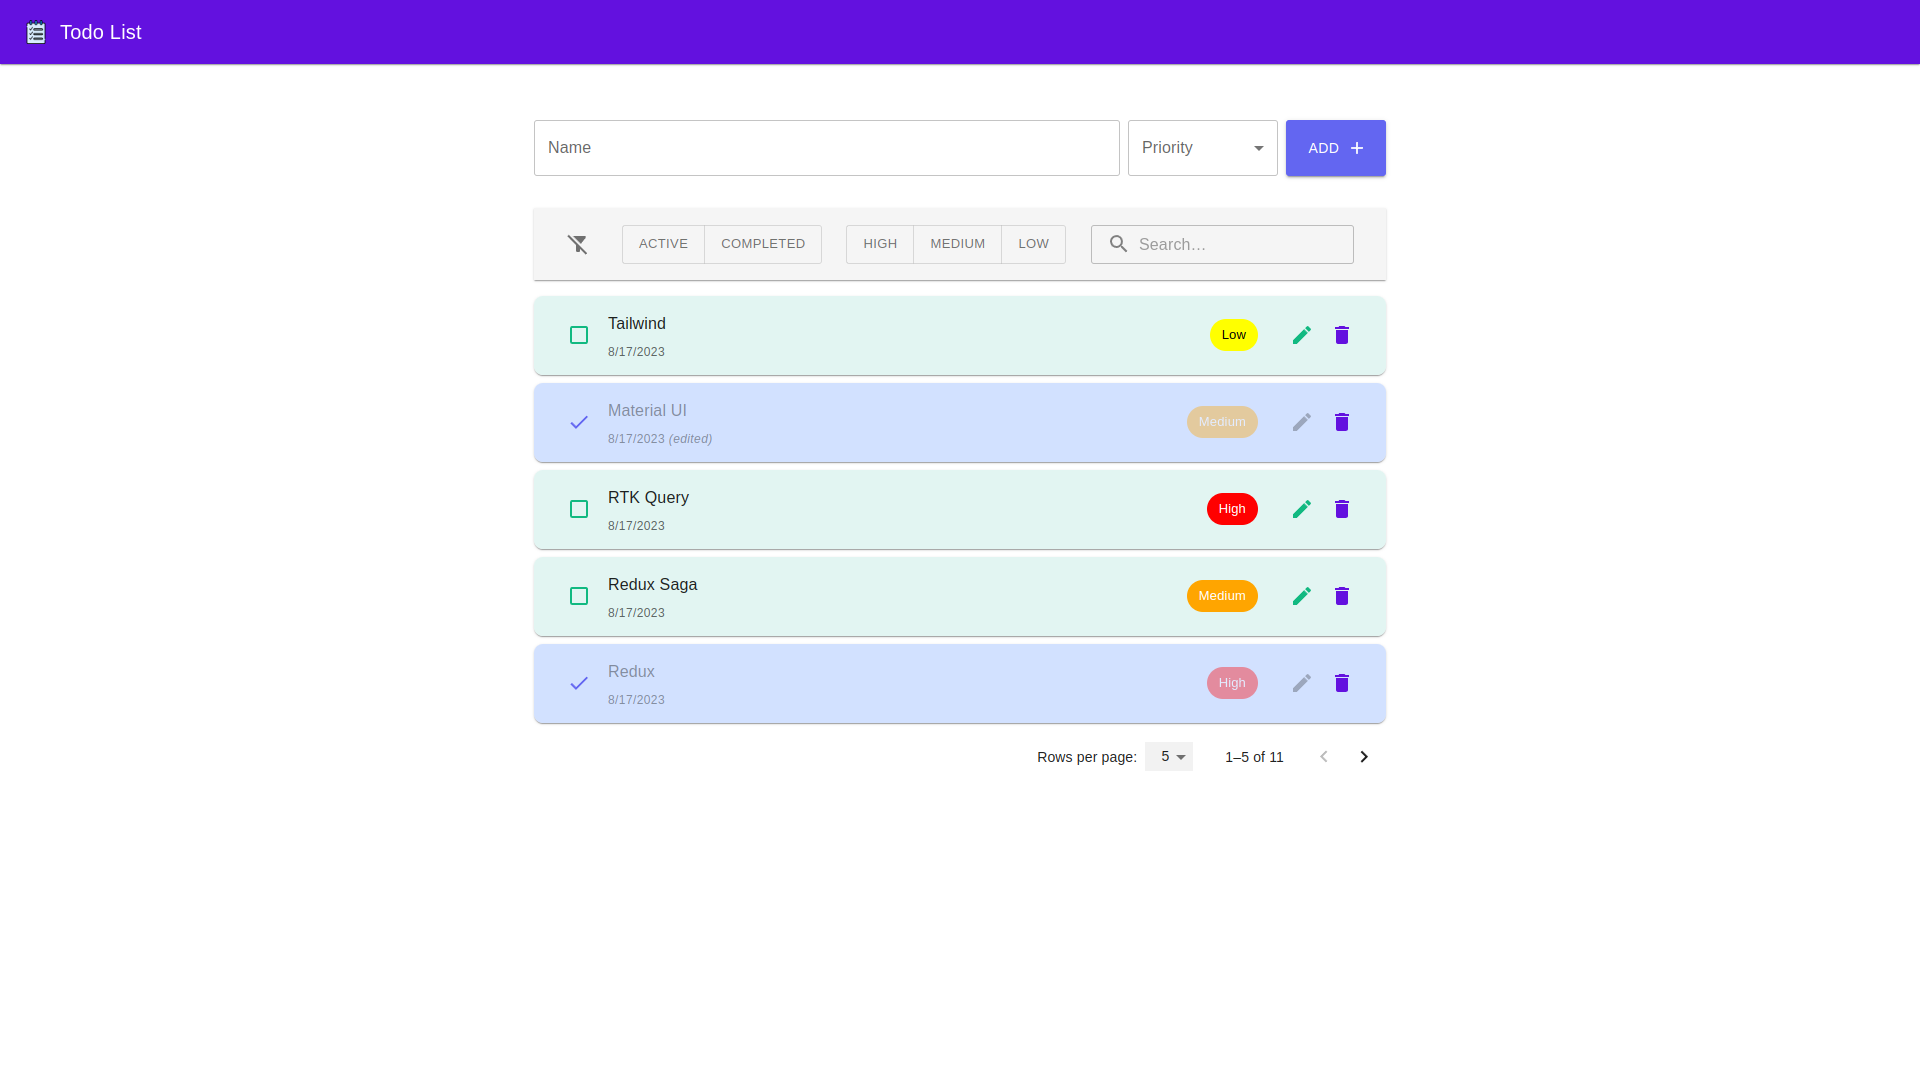 Todo List
Name
Priority
ADD
ACTIVE COMPLETED HIGH MEDIUM LOW Search…
Tailwind
Low
8/17/2023
Material UI
Medium
8/17/2023 (edited)
RTK Query
High
8/17/2023
Redux Saga
Medium
8/17/2023
Redux
High
8/17/2023
Rows per page: 5 1–5 of 11